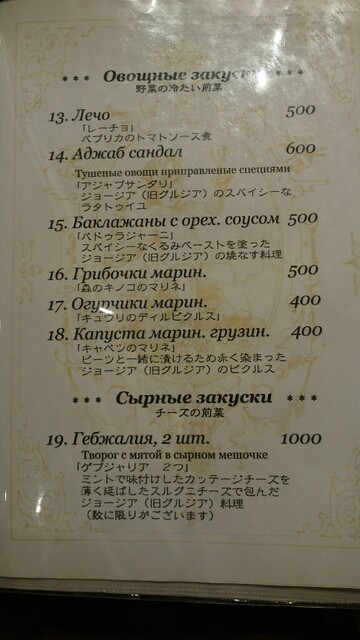 *** Овощные закуски ***
野菜の冷たい前菜
13. Лечо 500
「レーチョ」
パプリカのトマトソース煮
14. Аджаб сандал 600
Тушеные овощи приправленые специями
「アジャプサンダリ」
ジョージア（旧グルジア）のスパイシーな
ラタトゥイユ
15. Баклажаны с орех. соусом 500
「バドゥラジャーニ」
スパイシーなくるみペーストを塗った
ジョージア（旧グルジア）の焼なす料理
16. Грибочки марин. 500
「森のキノコのマリネ」
17. Огурчики марин. 400
「キュウリのディルピクルス」
18. Капуста марин. грузин. 400
「キャベツのマリネ」
ビーツと一緒に漬けるため赤く染まった
ジョージア（旧グルジア）のピクルス
*** Сырные закуски ***
チーズの前菜
19. Гебжалия, 2 шт. 1000
Творог с мятой в сырном мешочке
「ゲブジャリア 2つ」
ミントで味付けしたカッテージチーズを
薄く延ばしたスルグニチーズで包んだ
ジョージア（旧グルジア）料理
（数に限りがございます）